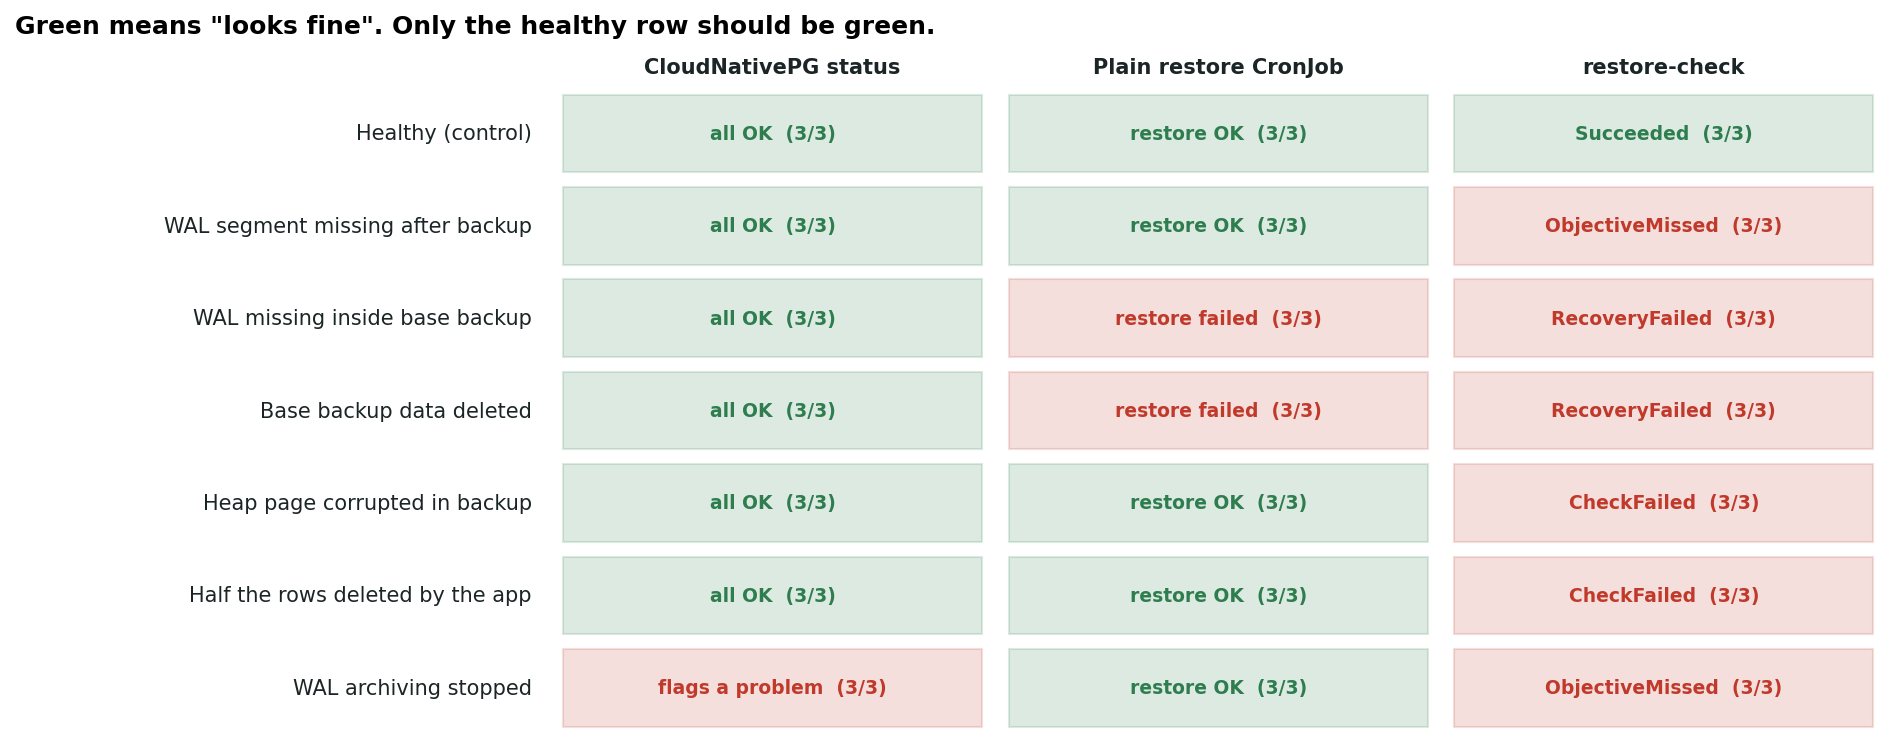 Green means "looks fine". Only the healthy row should be green.
CloudNativePG status Plain restore CronJob restore-check
Healthy (control) all OK (3/3) restore OK (3/3) Succeeded (3/3)
WAL segment missing after backup all OK (3/3) restore OK (3/3) ObjectiveMissed (3/3)
WAL missing inside base backup all OK (3/3) restore failed (3/3) RecoveryFailed (3/3)
Base backup data deleted all OK (3/3) restore failed (3/3) RecoveryFailed (3/3)
Heap page corrupted in backup all OK (3/3) restore OK (3/3) CheckFailed (3/3)
Half the rows deleted by the app all OK (3/3) restore OK (3/3) CheckFailed (3/3)
WAL archiving stopped flags a problem (3/3) restore OK (3/3) ObjectiveMissed (3/3)